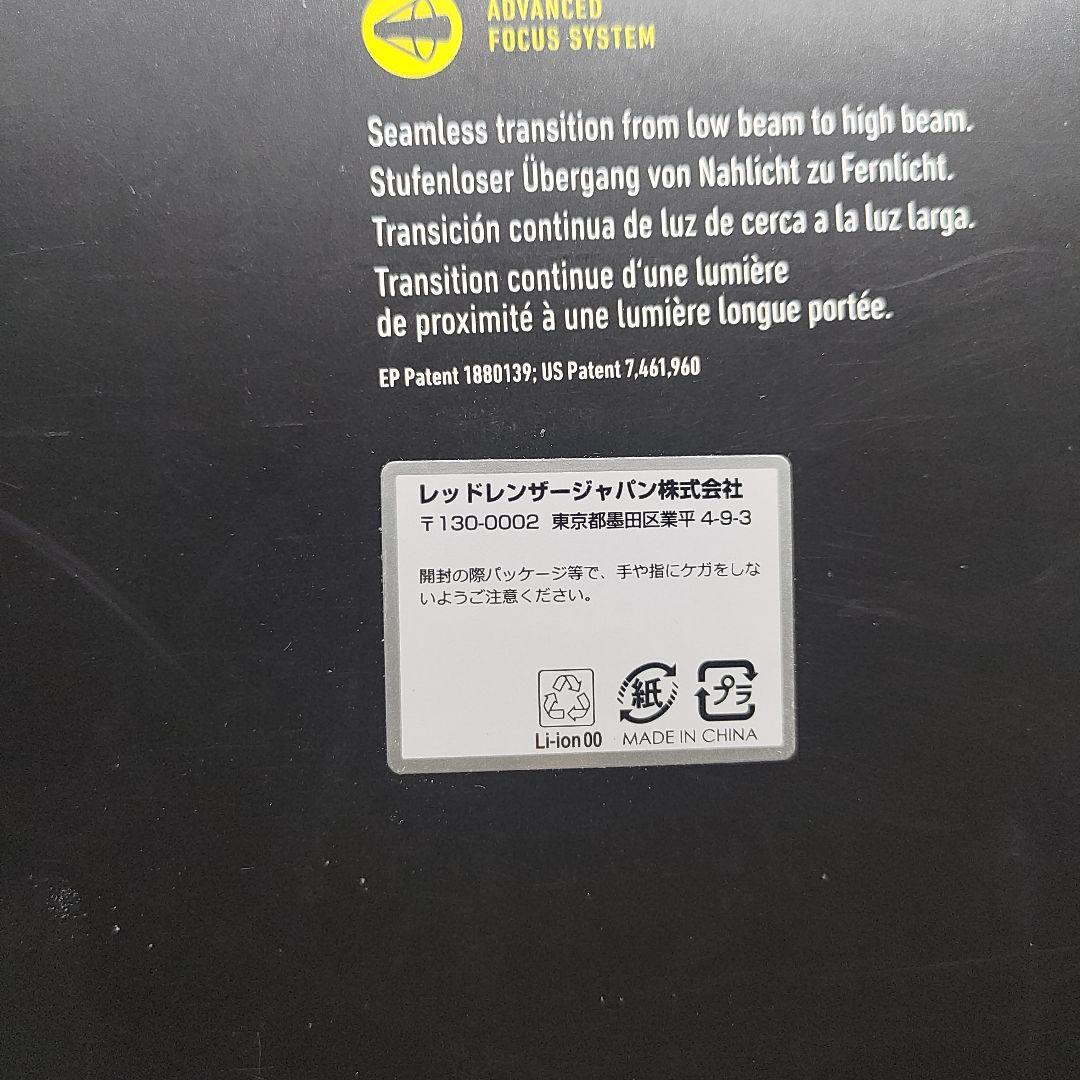 ADVANCED
FOCUS SYSTEM
Seamless transition from low beam to high beam.
Stufenloser Übergang von Nahlicht zu Fernlicht.
Transición continua de luz de cerca a la luz larga.
Transition continue d'une lumière
de proximité à une lumière longue portée.
EP Patent 1880139; US Patent 7,461,960
レッドレンザージャパン株式会社
〒130-0002 東京都墨田区業平 4-9-3
開封の際パッケージ等で、手や指にケガをしな
いようご注意ください。
紙 プラ
Li-ion 00 MADE IN CHINA